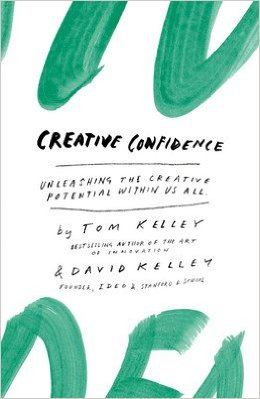 CREATIVE CONFIDENCE
UNLEASHING THE CREATIVE
POTENTIAL WITHIN US ALL.
by TOM KELLEY
BESTSELLING AUTHOR OF THE ART
OF INNOVATION
& DAVID KELLEY
FOUNDER, IDEO & STANFORD d. SCHOOL